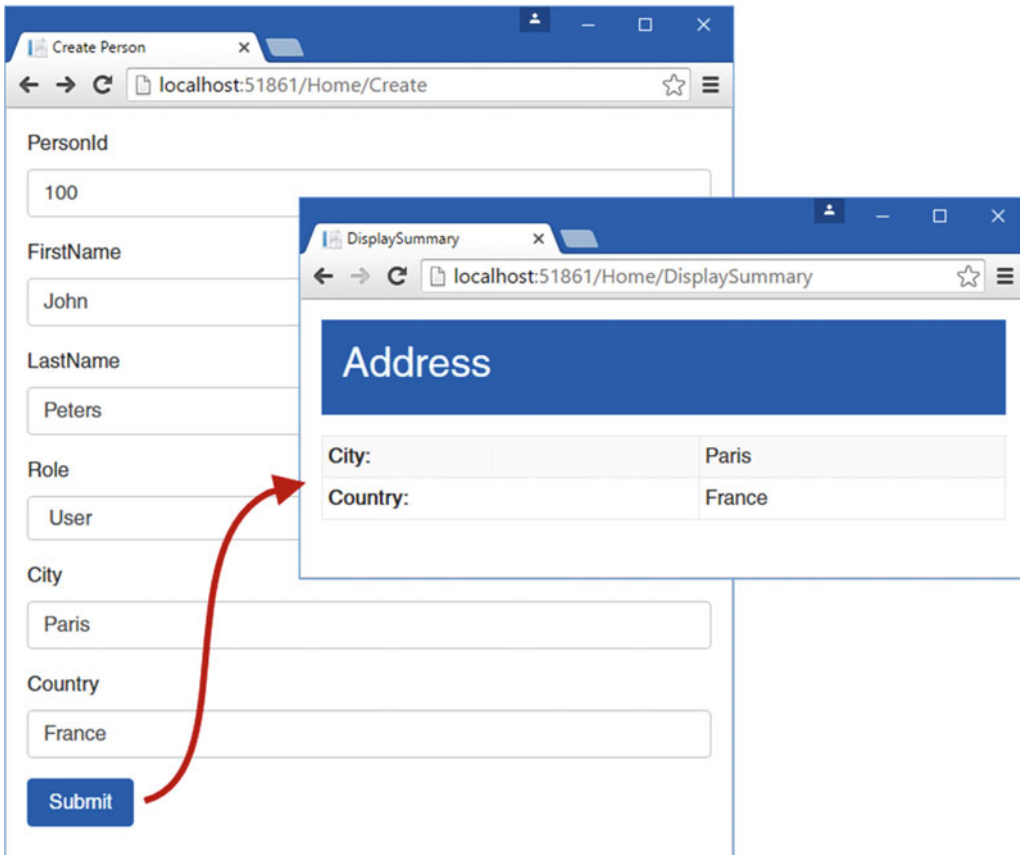 Create Person
localhost:51861/Home/Create
PersonId
100
FirstName
John
LastName
Peters
Role
User
City
Paris
Country
France
Submit
DisplaySummary
localhost:51861/Home/DisplaySummary
Address
City: Paris
Country: France